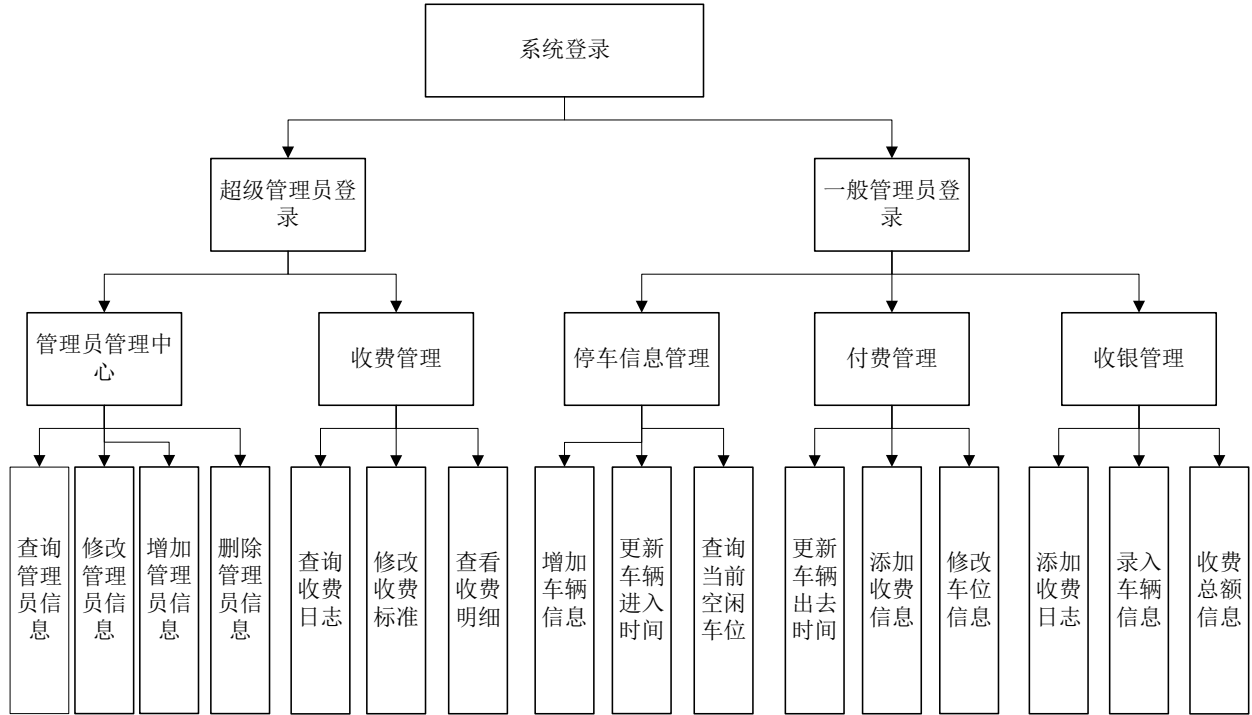 系统登录
超级管理员登
录
一般管理员登
录
管理员管理中
心
收费管理
停车信息管理
付费管理
收银管理
查询
管理
员信
息
修改
管理
员信
息
增加
管理
员信
息
删除
管理
员信
息
查询
收费
日志
修改
收费
标准
查看
收费
明细
增加
车辆
信息
更新
车辆
进入
时间
查询
当前
空闲
车位
更新
车辆
出去
时间
添加
收费
信息
修改
车位
信息
添加
收费
日志
录入
车辆
信息
收费
总额
信息